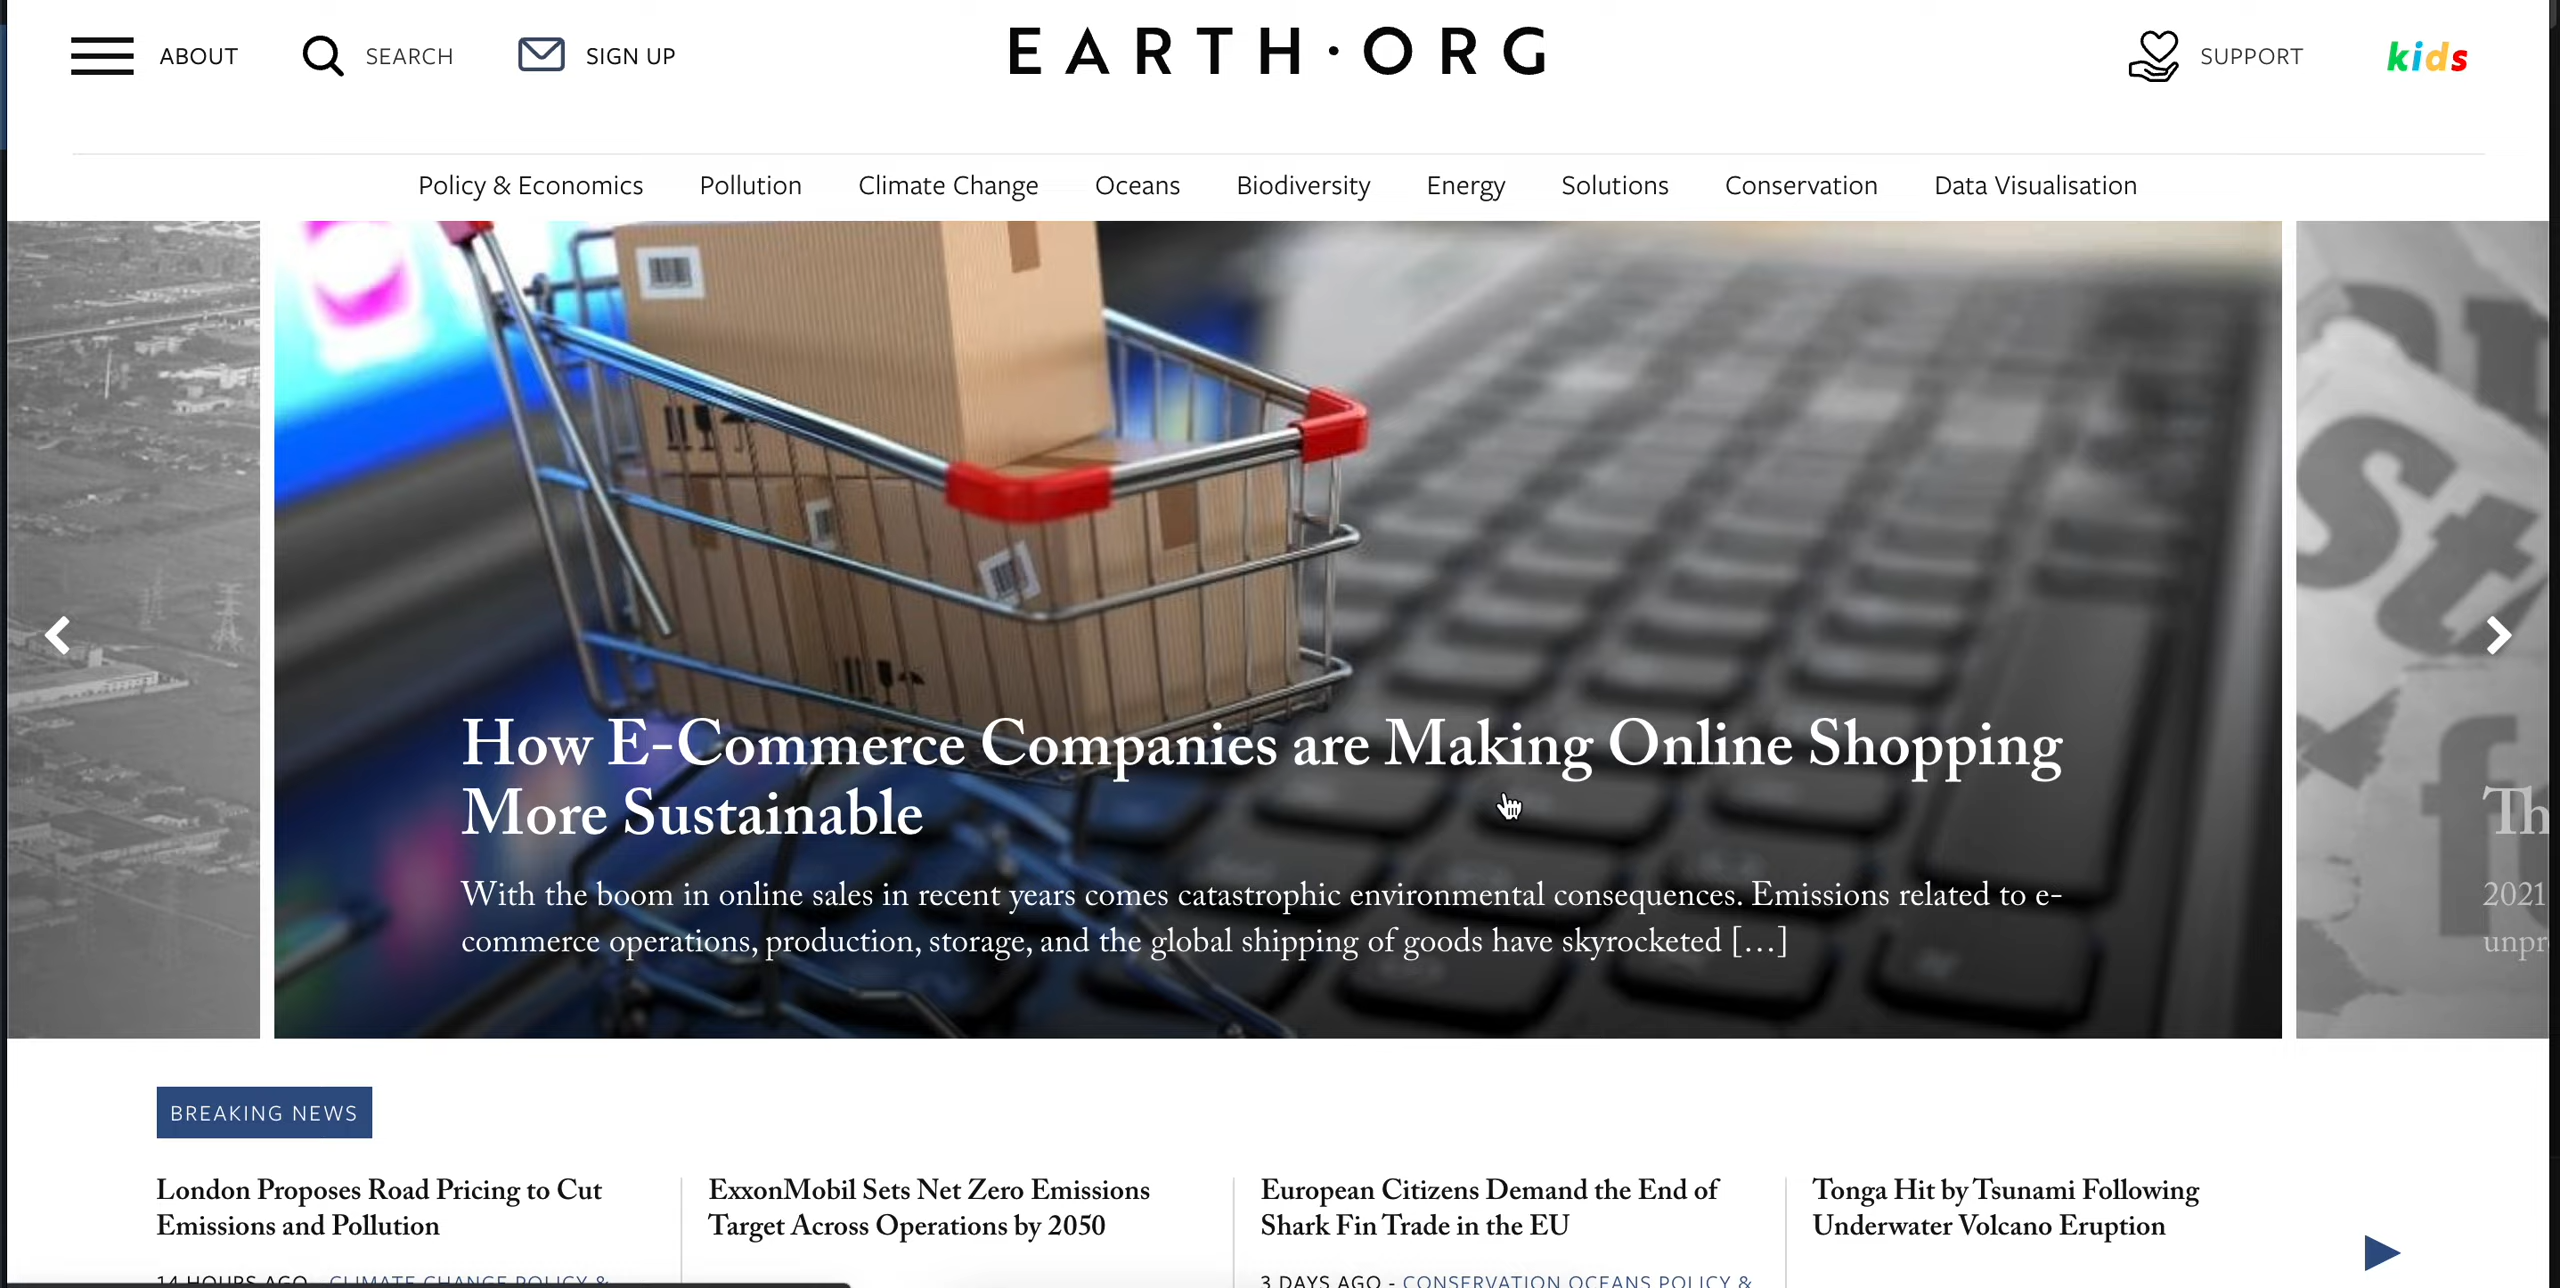 ABOUT
SEARCH
SIGN UP
EARTH·ORG
SUPPORT
kids
Policy & Economics
Pollution
Climate Change
Oceans
Biodiversity
Energy
Solutions
Conservation
Data Visualisation
How E-Commerce Companies are Making Online Shopping
More Sustainable
With the boom in online sales in recent years comes catastrophic environmental consequences. Emissions related to e-
commerce operations, production, storage, and the global shipping of goods have skyrocketed […]
Th
2021
unpr
BREAKING NEWS
London Proposes Road Pricing to Cut
Emissions and Pollution
14 HOURS AGO - CLIMATE CHANGE POLICY &
ExxonMobil Sets Net Zero Emissions
Target Across Operations by 2050
European Citizens Demand the End of
Shark Fin Trade in the EU
3 DAYS AGO - CONSERVATION OCEANS POLICY &
Tonga Hit by Tsunami Following
Underwater Volcano Eruption